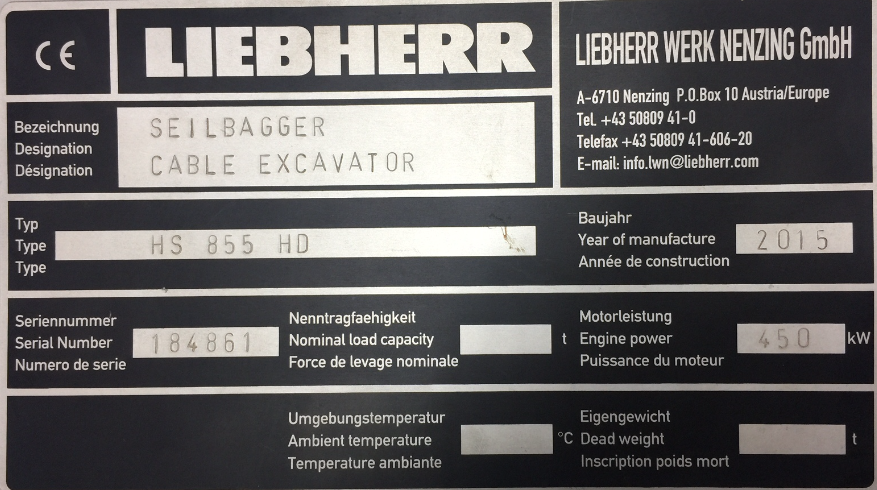 CE
LIEBHERR
LIEBHERR WERK NENZING GmbH
A-6710 Nenzing P.O.Box 10 Austria/Europe
Tel. +43 50809 41-0
Telefax +43 50809 41-606-20
E-mail: info.lwn@liebherr.com
Bezeichnung
Designation
Désignation
SEILBAGGER
CABLE EXCAVATOR
Typ
Type
Type
HS 855 HD
Baujahr
Year of manufacture
Année de construction
2015
Seriennummer
Serial Number
Numero de serie
184861
Nenntragfaehigkeit
Nominal load capacity
Force de levage nominale
t
Motorleistung
Engine power
Puissance du moteur
450
kW
Umgebungstemperatur
Ambient temperature
Temperature ambiante
°C
Eigengewicht
Dead weight
Inscription poids mort
t